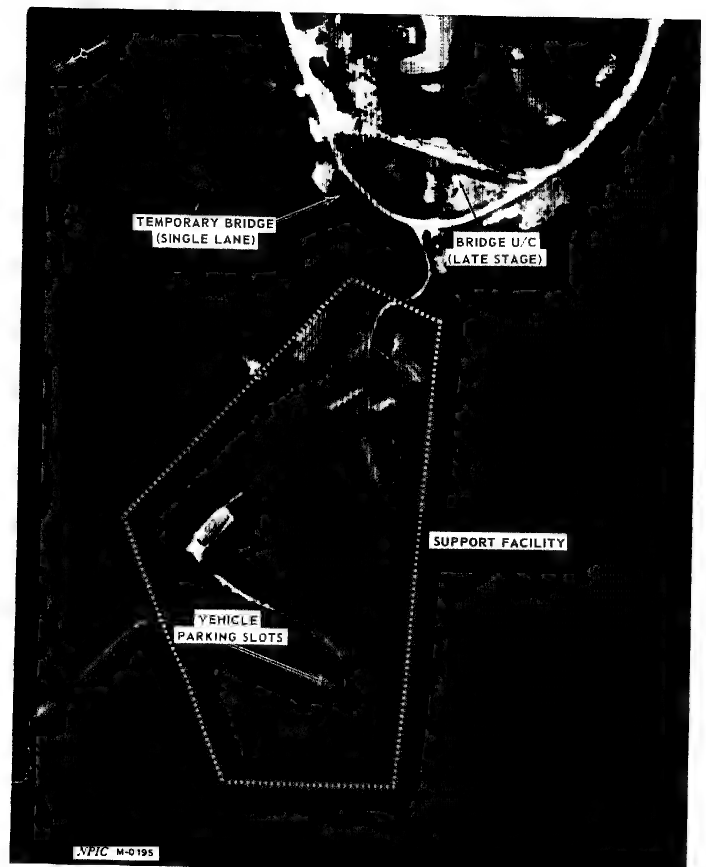 TEMPORARY BRIDGE
(SINGLE LANE)
BRIDGE U/C
(LATE STAGE)
SUPPORT FACILITY
VEHICLE
PARKING SLOTS
NPIC M-0195